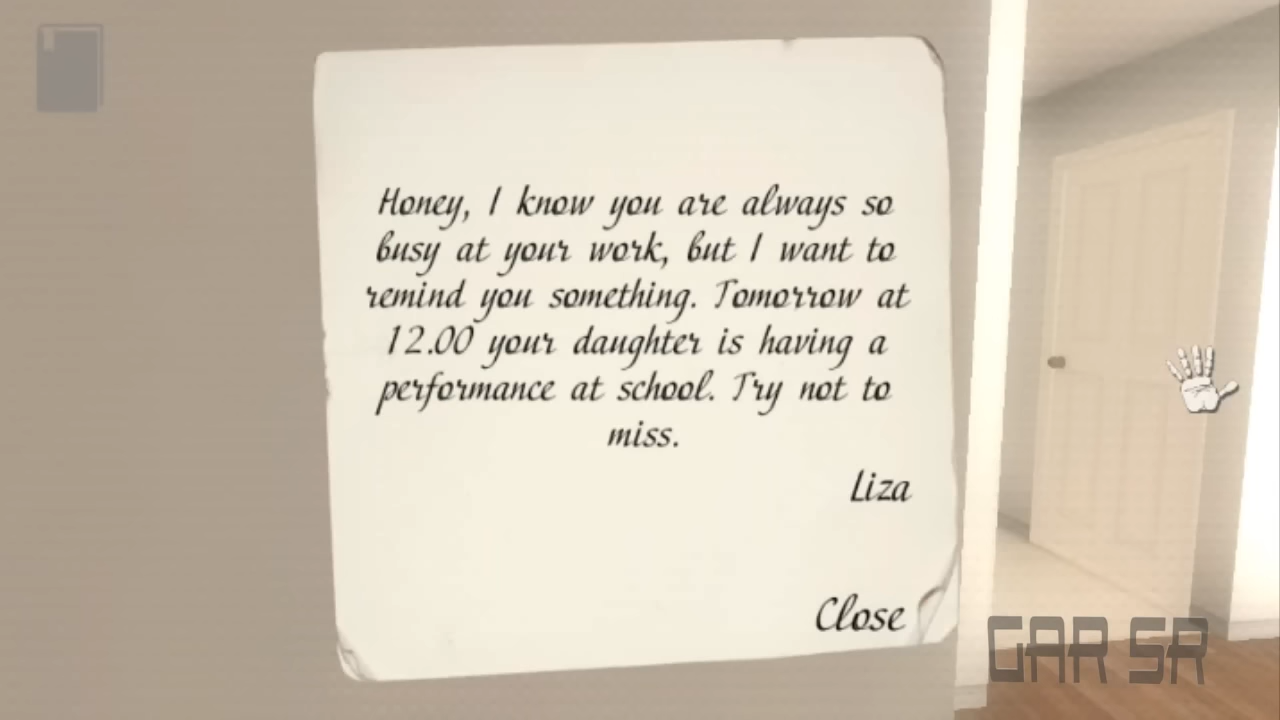 Honey, I know you are always so
busy at your work, but I want to
remind you something. Tomorrow at
12.00 your daughter is having a
performance at school. Try not to
miss.
Liza
Close
GAR SR